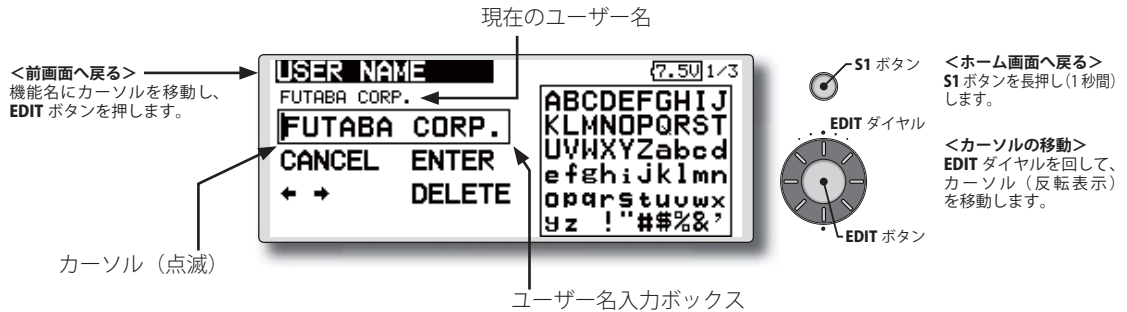 現在のユーザー名
＜前画面へ戻る＞
機能名にカーソルを移動し、
EDIT ボタンを押します。
USER NAME
7.5V 1/3
FUTABA CORP.
FUTABA CORP.
CANCEL ENTER
← → DELETE
ABCDEFGHIJ
KLMNOPQRST
UVWXYZabcd
efghijklmn
opqrstuvwx
yz !"#$%&'
カーソル（点滅）
ユーザー名入力ボックス
S1 ボタン
EDIT ダイヤル
EDIT ボタン
＜ホーム画面へ戻る＞
S1 ボタンを長押し（1 秒間）
します。
＜カーソルの移動＞
EDIT ダイヤルを回して、
カーソル（反転表示）
を移動します。